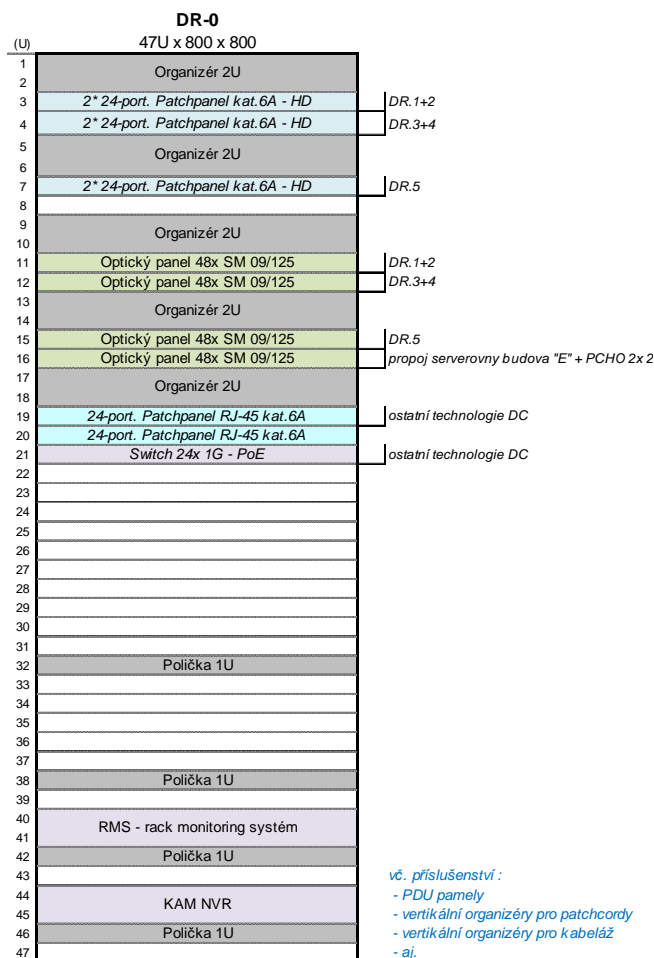 DR-0
(U) 47U x 800 x 800
1
Organizér 2U
2
3 2* 24-port. Patchpanel kat.6A - HD DR.1+2
4 2* 24-port. Patchpanel kat.6A - HD DR.3+4
5
Organizér 2U
6
7 2* 24-port. Patchpanel kat.6A - HD DR.5
8
9
Organizér 2U
10
11 Optický panel 48x SM 09/125 DR.1+2
12 Optický panel 48x SM 09/125 DR.3+4
13
Organizér 2U
14
15 Optický panel 48x SM 09/125 DR.5
16 Optický panel 48x SM 09/125 propoj serverovny budova "E" + PCHO 2x 2
17
Organizér 2U
18
19 24-port. Patchpanel RJ-45 kat.6A ostatní technologie DC
20 24-port. Patchpanel RJ-45 kat.6A
21 Switch 24x 1G - PoE ostatní technologie DC
22
23
24
25
26
27
28
29
30
31
32 Polička 1U
33
34
35
36
37
38 Polička 1U
39
40
RMS - rack monitoring systém
41
42 Polička 1U
43 vč. příslušenství :
44 - PDU pamely
KAM NVR
45 - vertikální organizéry pro patchcordy
46 Polička 1U - vertikální organizéry pro kabeláž
47 - aj.